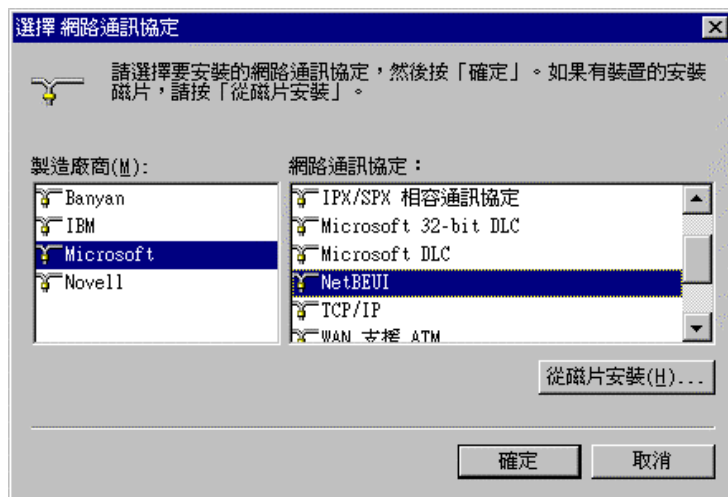 選擇 網路通訊協定
請選擇要安裝的網路通訊協定，然後按「確定」。如果有裝置的安裝
磁片，請按「從磁片安裝」。
製造廠商(M):
網路通訊協定：
Banyan
IBM
Microsoft
Novell
IPX/SPX 相容通訊協定
Microsoft 32-bit DLC
Microsoft DLC
NetBEUI
TCP/IP
WAN 支援 ATM
從磁片安裝(H)...
確定
取消